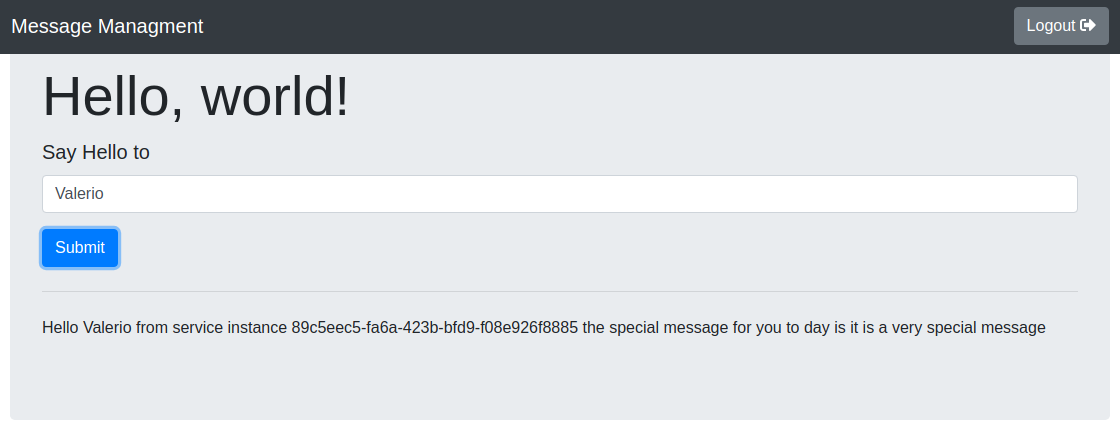 Message Managment
Logout
Hello, world!
Say Hello to
Valerio
Submit
Hello Valerio from service instance 89c5eec5-fa6a-423b-bfd9-f08e926f8885 the special message for you to day is it is a very special message